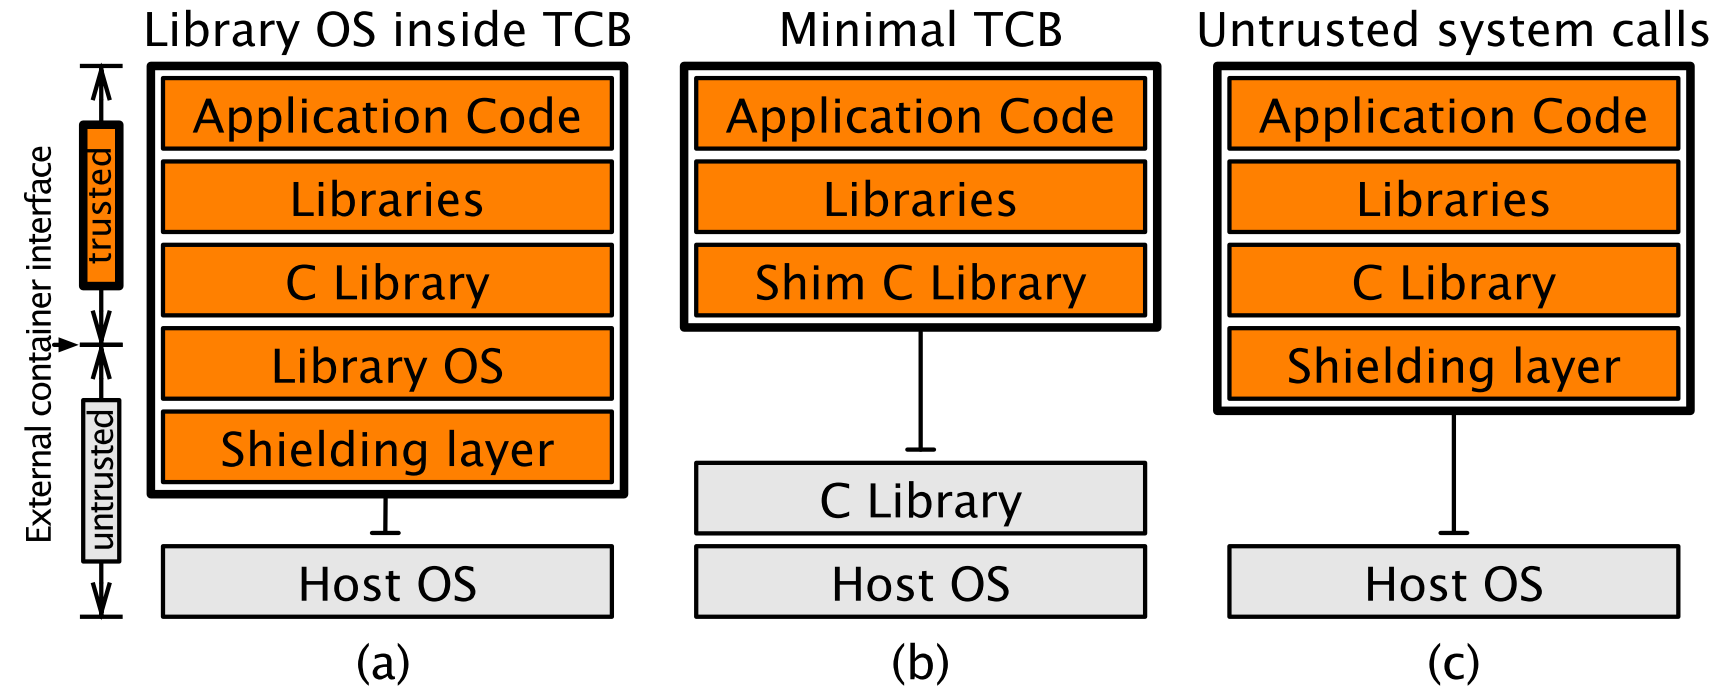 Library OS inside TCB
Application Code
Libraries
C Library
Library OS
Shielding layer
Host OS
(a)
Minimal TCB
Application Code
Libraries
Shim C Library
C Library
Host OS
(b)
Untrusted system calls
Application Code
Libraries
C Library
Shielding layer
Host OS
(c)
External container interface
trusted
untrusted